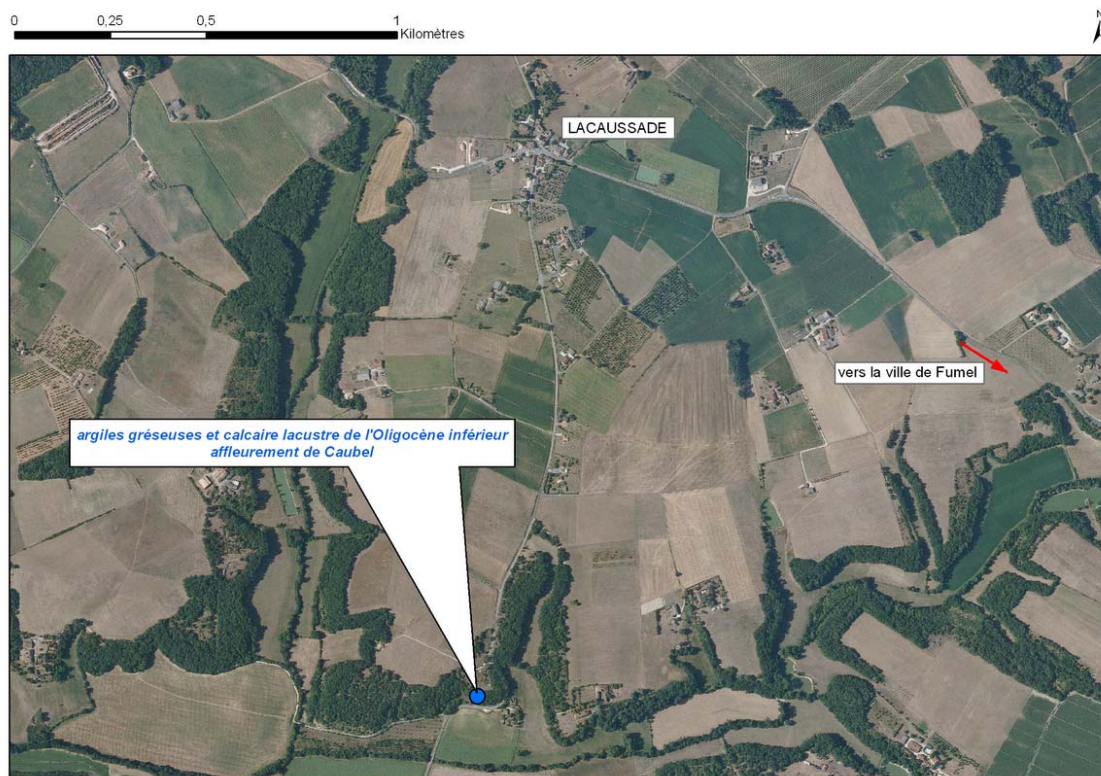 0 0,25 0,5 1
Kilomètres
N
LACAUSSADE
vers la ville de Fumel
argiles gréseuses et calcaire lacustre de l'Oligocène inférieur
affleurement de Caubel